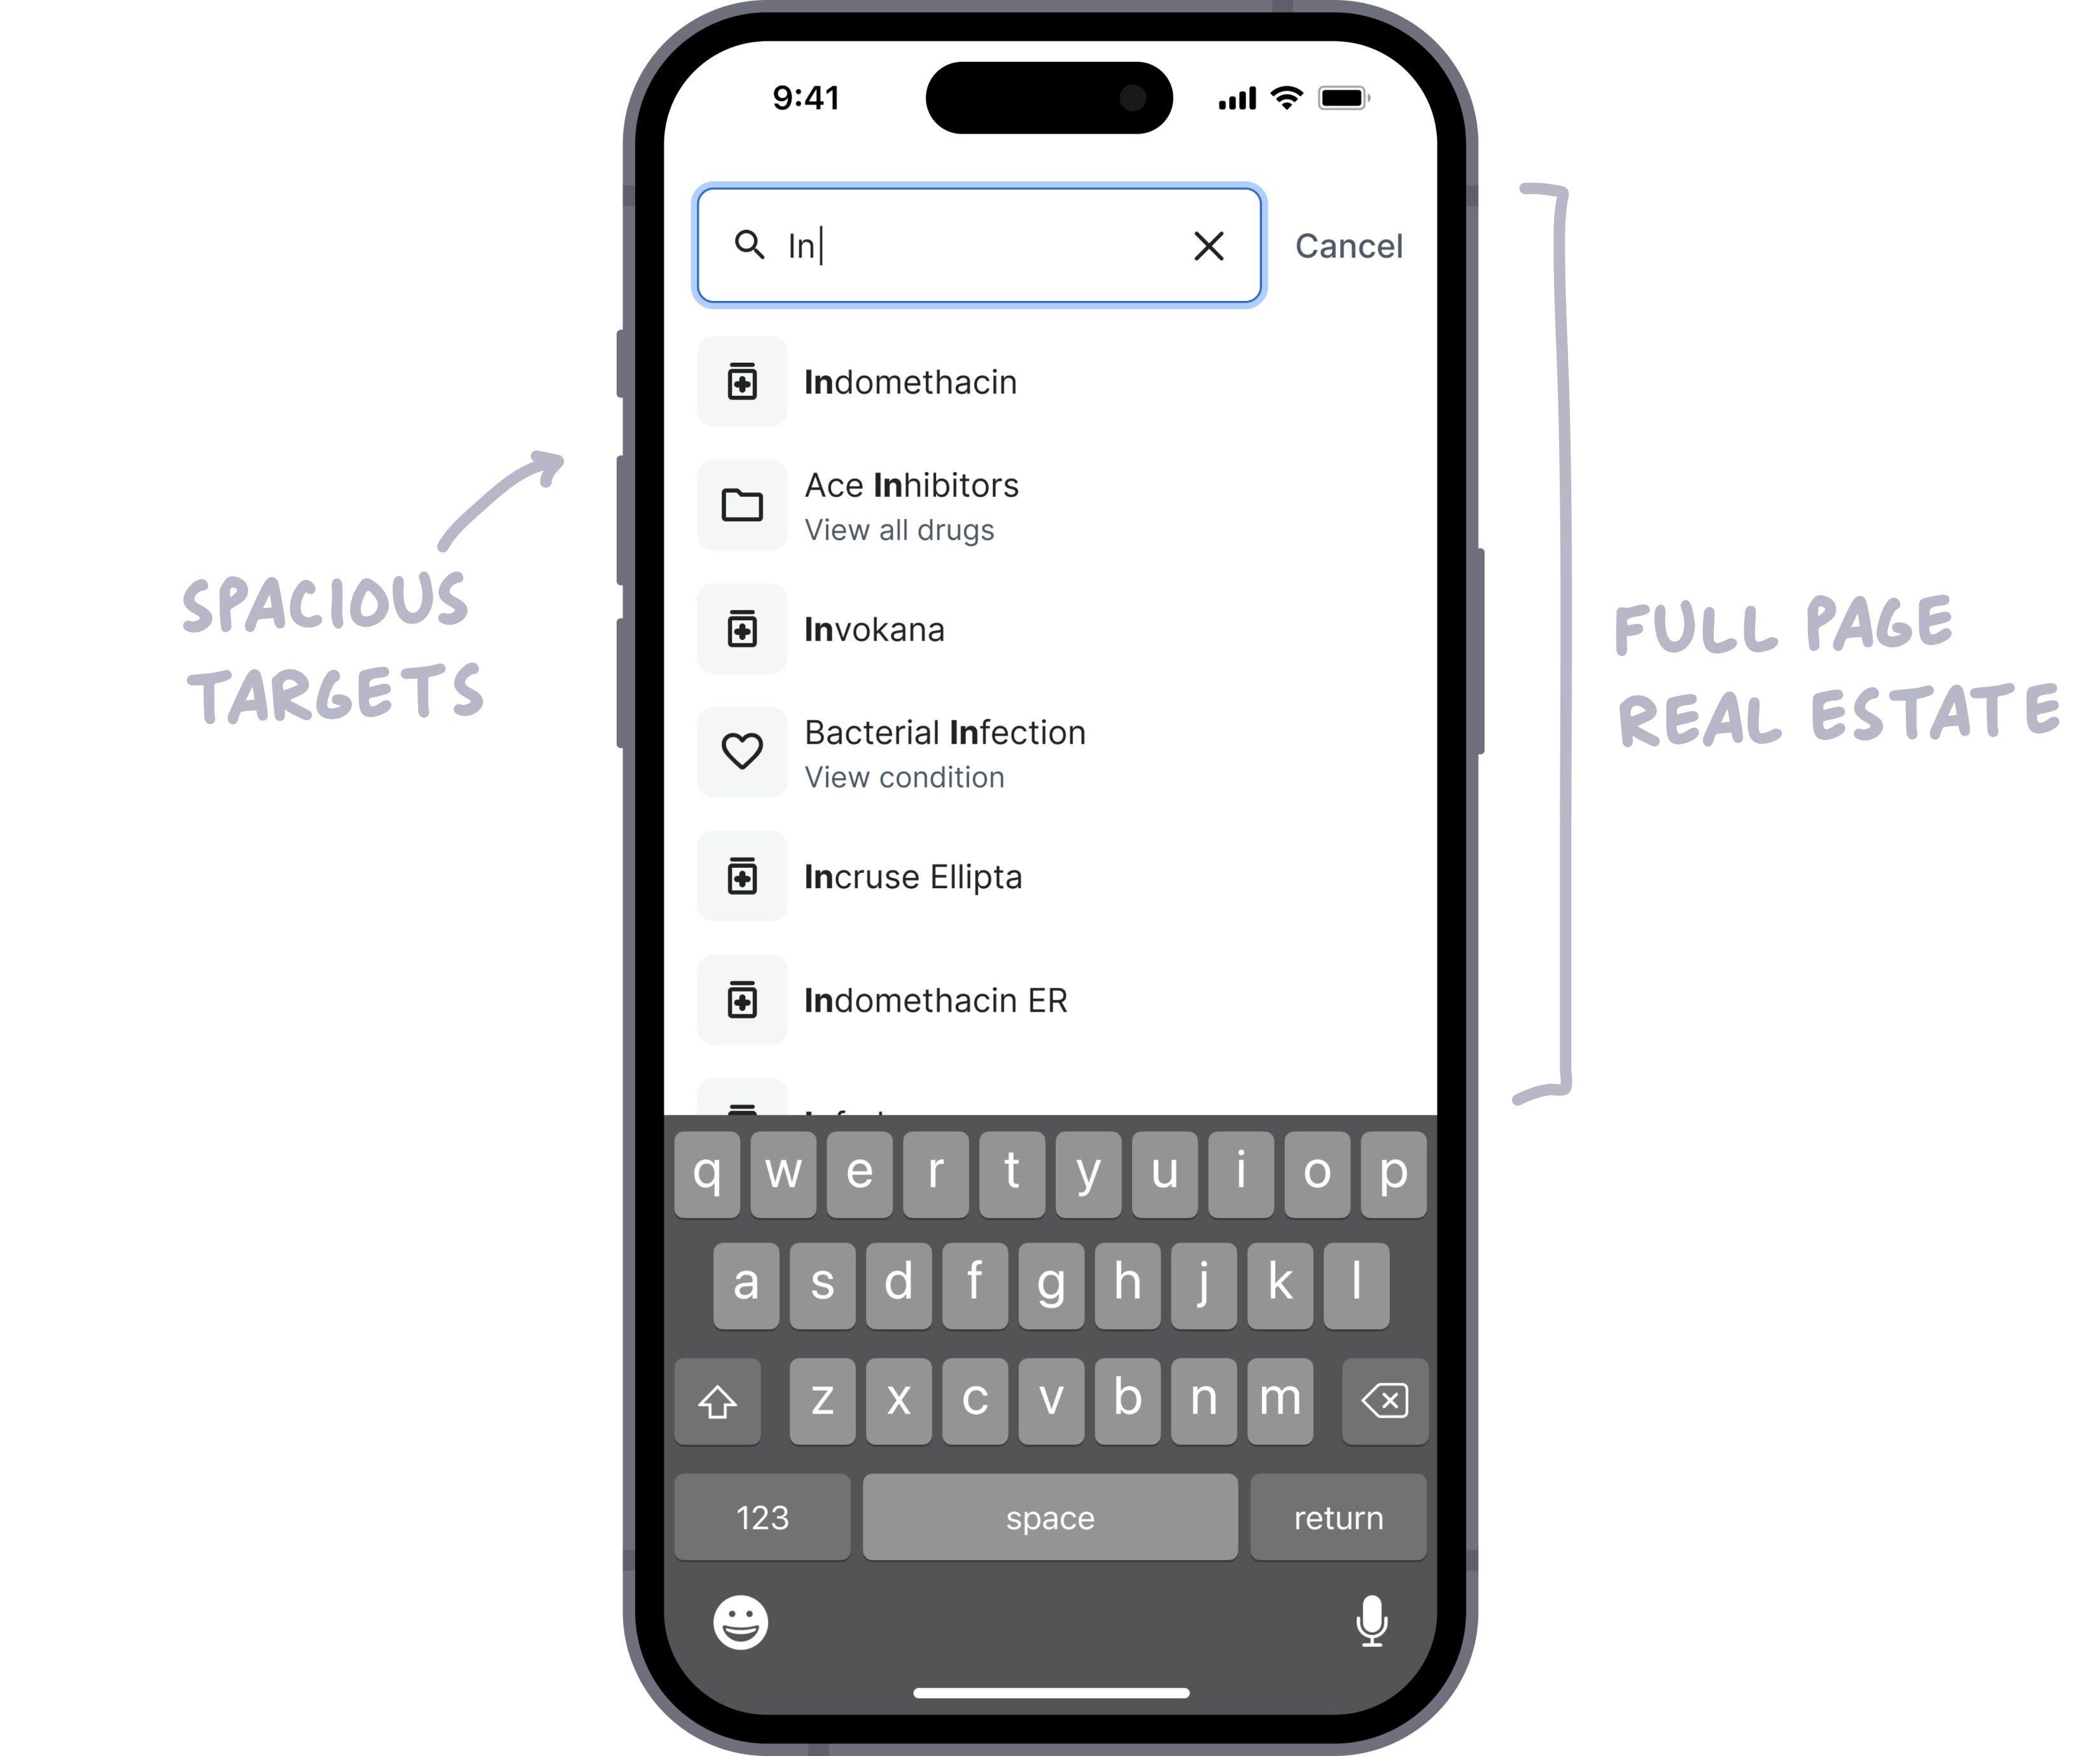 9:41
In
Cancel
Indomethacin
Ace Inhibitors
View all drugs
Invokana
Bacterial Infection
View condition
Incruse Ellipta
Indomethacin ER
SPACIOUS
TARGETS
FULL PAGE
REAL ESTATE
q w e r t y u i o p
a s d f g h j k l
z x c v b n m
123 space return